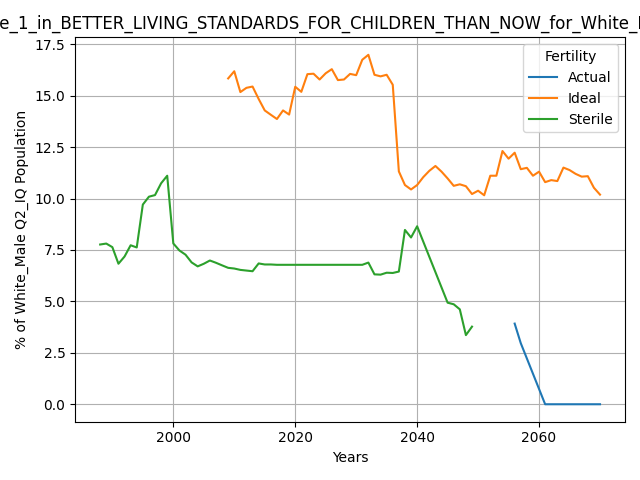 e_1_in_BETTER_LIVING_STANDARDS_FOR_CHILDREN_THAN_NOW_for_White_
17.5
15.0
12.5
10.0
7.5
5.0
2.5
0.0
% of White_Male Q2_IQ Population
Fertility
Actual
Ideal
Sterile
2000
2020
2040
2060
Years